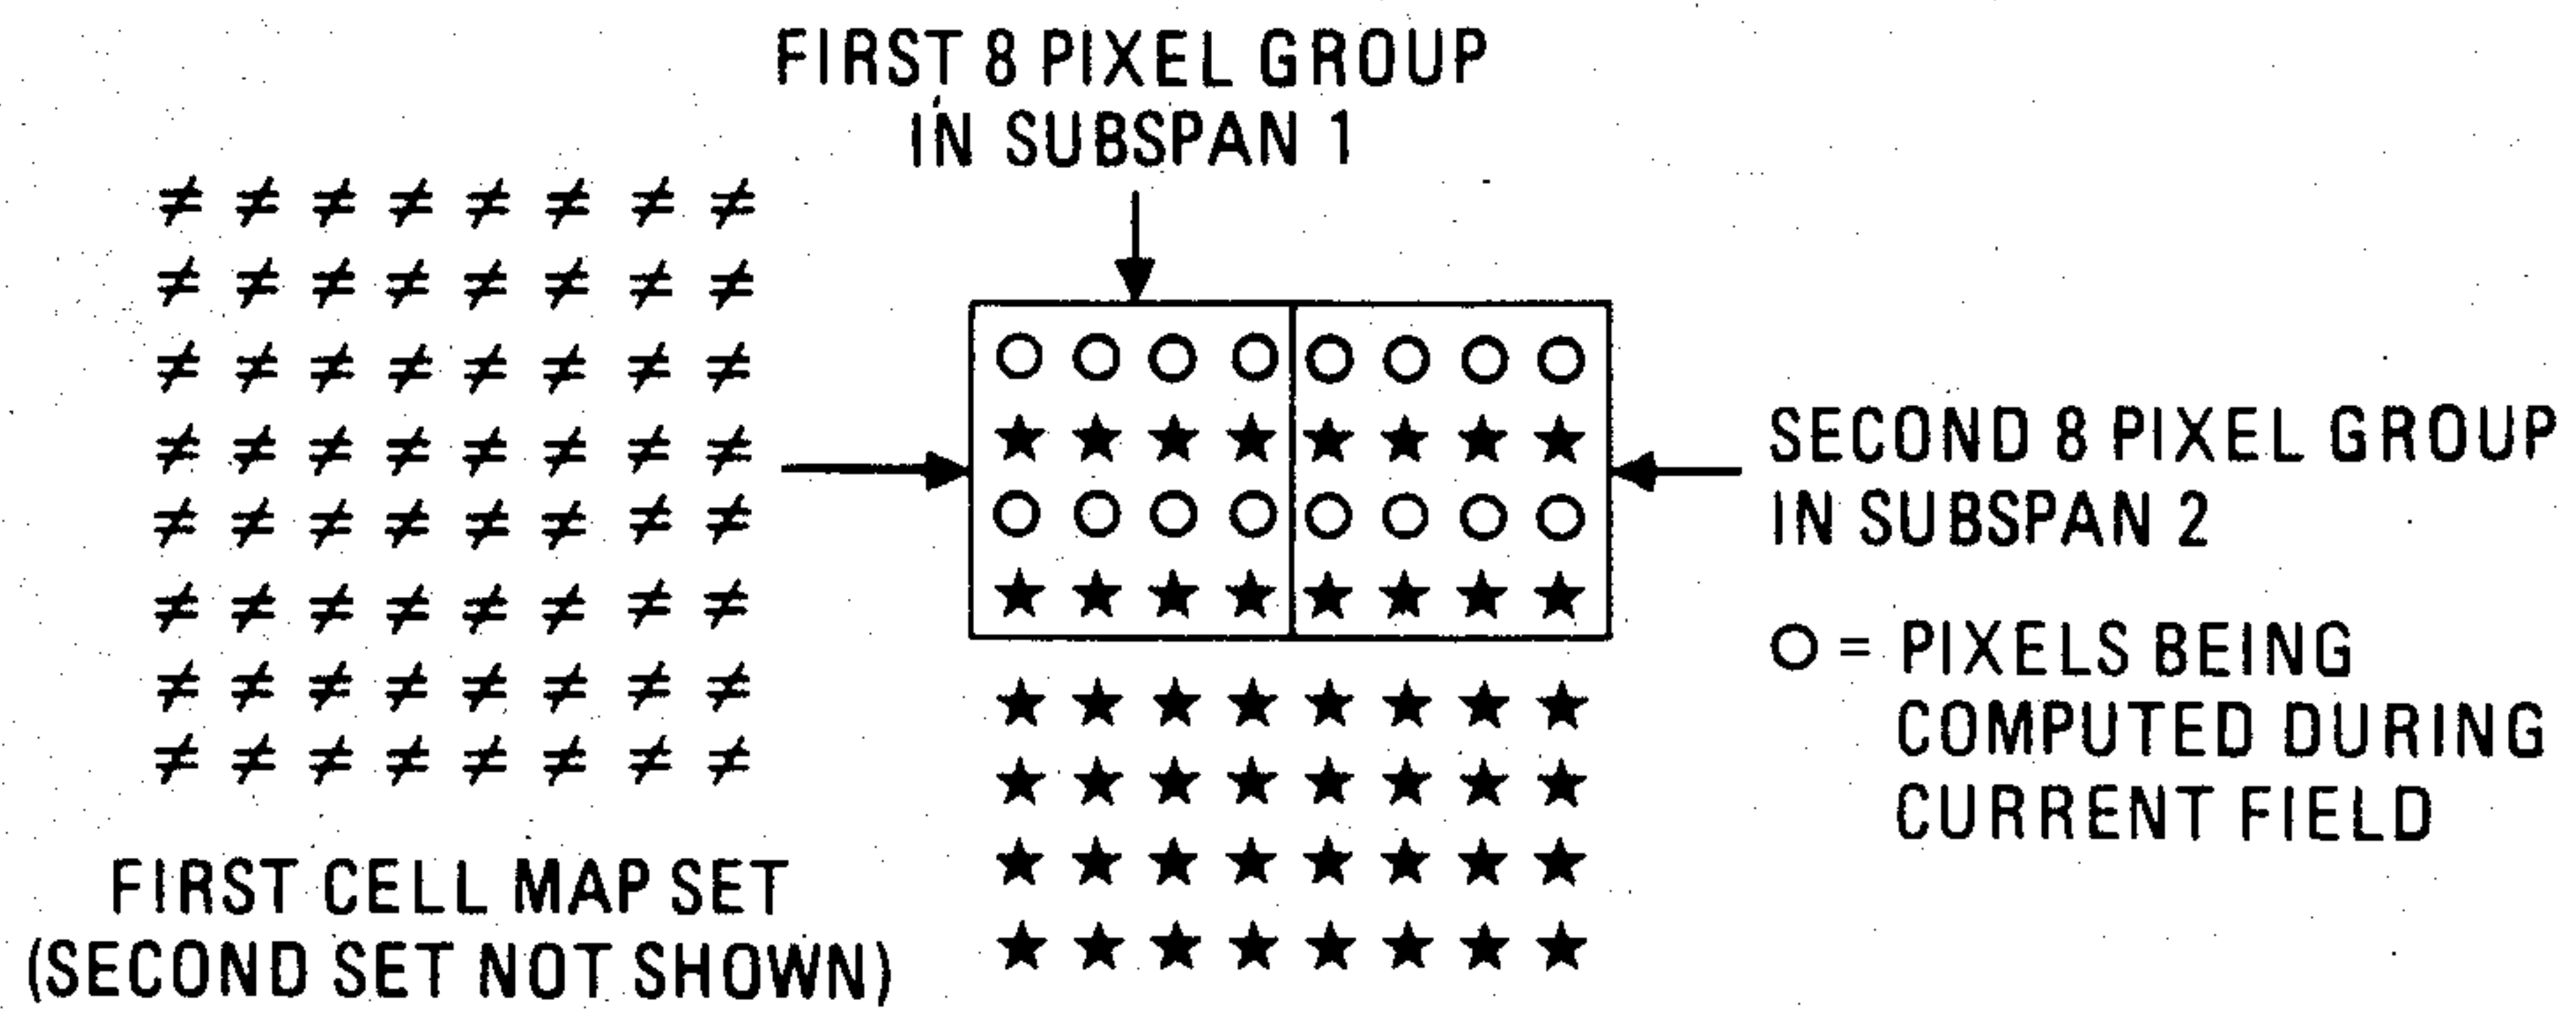 FIRST 8 PIXEL GROUP
IN SUBSPAN 1
≠ ≠ ≠ ≠ ≠ ≠ ≠ ≠
≠ ≠ ≠ ≠ ≠ ≠ ≠ ≠
≠ ≠ ≠ ≠ ≠ ≠ ≠ ≠
≠ ≠ ≠ ≠ ≠ ≠ ≠ ≠
≠ ≠ ≠ ≠ ≠ ≠ ≠ ≠
≠ ≠ ≠ ≠ ≠ ≠ ≠ ≠
≠ ≠ ≠ ≠ ≠ ≠ ≠ ≠
≠ ≠ ≠ ≠ ≠ ≠ ≠ ≠
FIRST CELL MAP SET
(SECOND SET NOT SHOWN)
○ ○ ○ ○ ○ ○ ○ ○
★ ★ ★ ★ ★ ★ ★ ★
○ ○ ○ ○ ○ ○ ○ ○
★ ★ ★ ★ ★ ★ ★ ★
★ ★ ★ ★ ★ ★ ★ ★
★ ★ ★ ★ ★ ★ ★ ★
★ ★ ★ ★ ★ ★ ★ ★
★ ★ ★ ★ ★ ★ ★ ★
SECOND 8 PIXEL GROUP
IN SUBSPAN 2
○ = PIXELS BEING
COMPUTED DURING
CURRENT FIELD